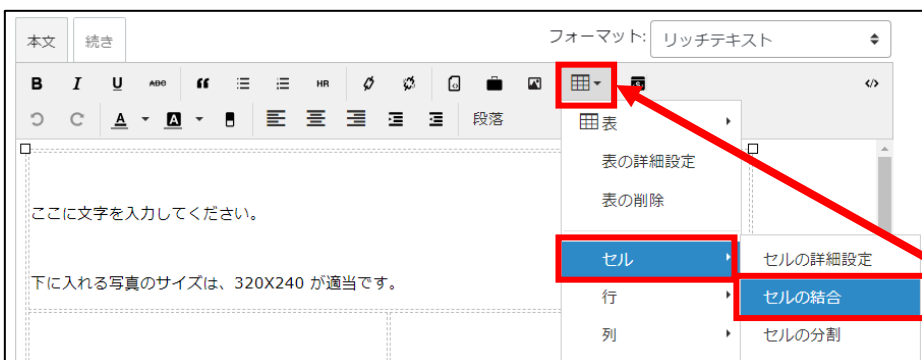 本文 続き フォーマット: リッチテキスト
B I U ABC HR
A A 段落
表
表の詳細設定
表の削除
ここに文字を入力してください。
セル セルの詳細設定
下に入れる写真のサイズは、320X240 が適当です。
行 セルの結合
列 セルの分割